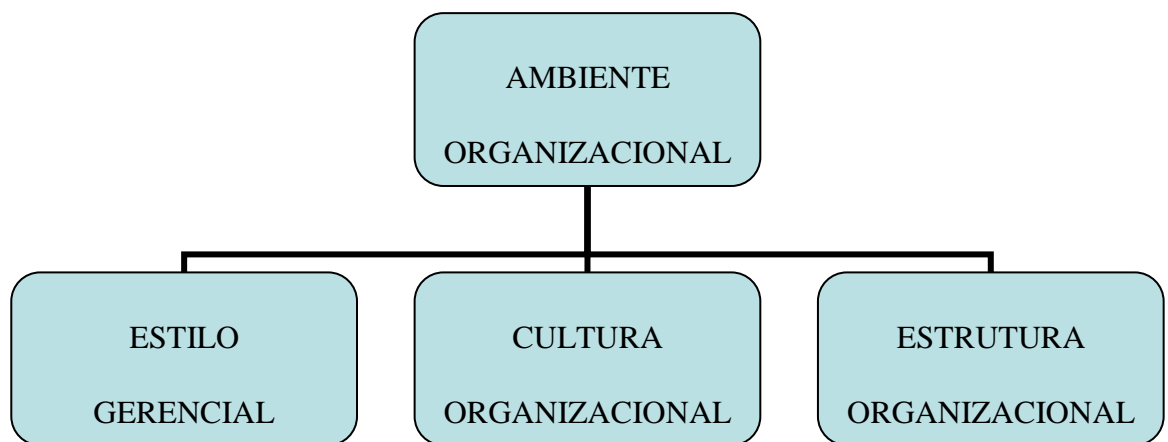 AMBIENTE
ORGANIZACIONAL
ESTILO
GERENCIAL
CULTURA
ORGANIZACIONAL
ESTRUTURA
ORGANIZACIONAL